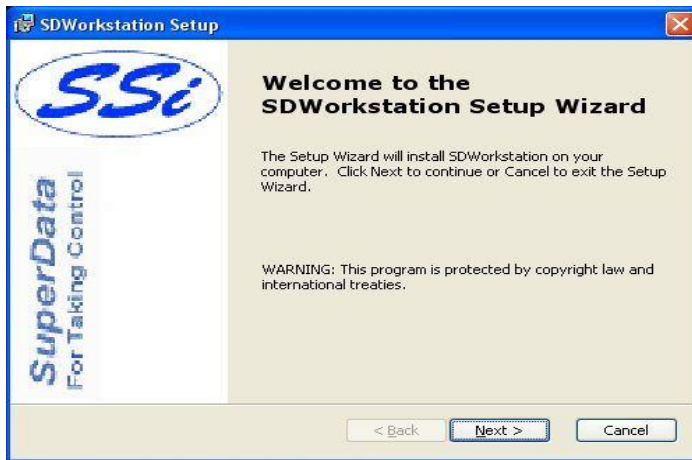 SDWorkstation Setup
SSi
SuperData
For Taking Control
Welcome to the
SDWorkstation Setup Wizard
The Setup Wizard will install SDWorkstation on your
computer. Click Next to continue or Cancel to exit the Setup
Wizard.
WARNING: This program is protected by copyright law and
international treaties.
< Back
Next >
Cancel